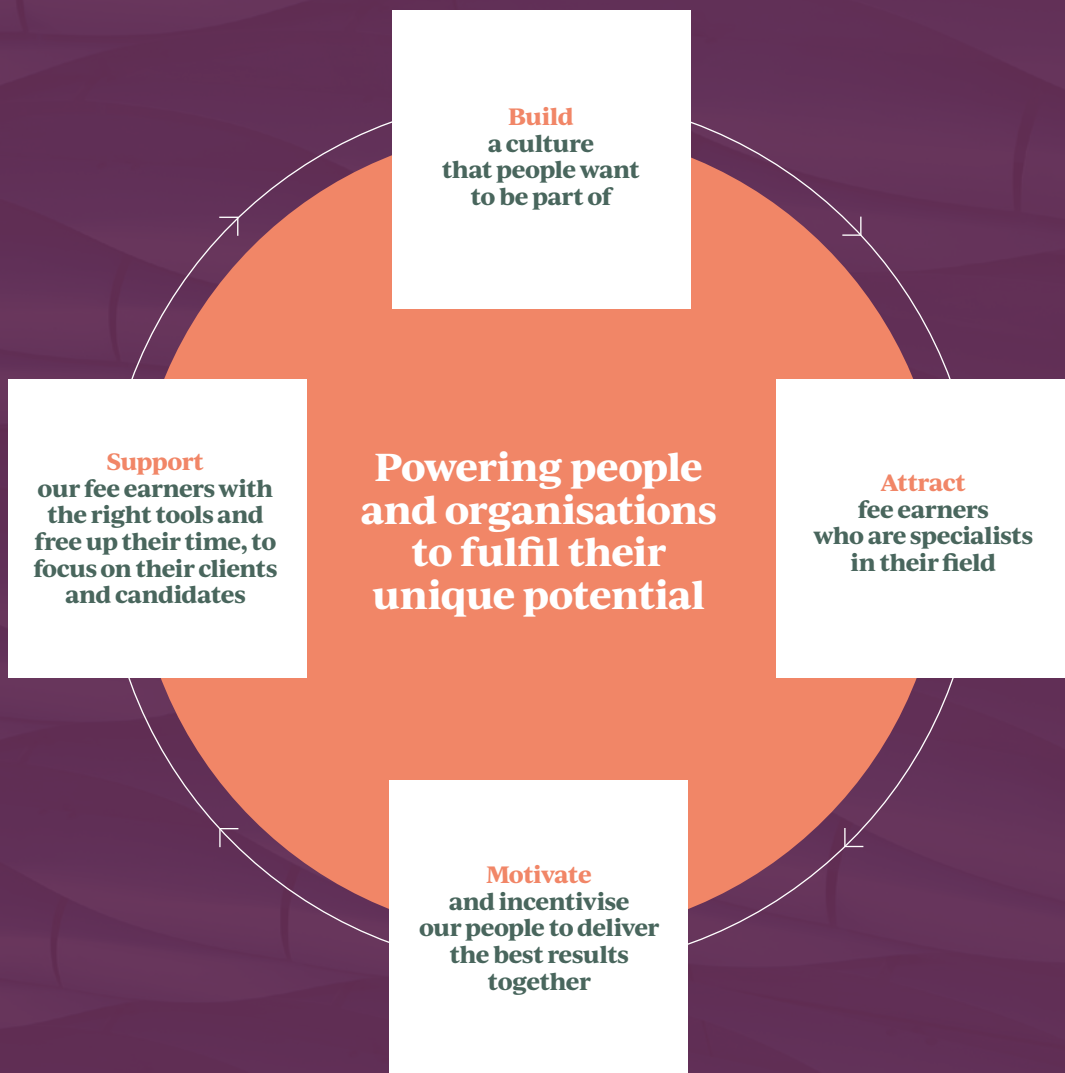 Build
a culture
that people want
to be part of
Support
our fee earners with
the right tools and
free up their time, to
focus on their clients
and candidates
Powering people
and organisations
to fulfil their
unique potential
Attract
fee earners
who are specialists
in their field
Motivate
and incentivise
our people to deliver
the best results
together